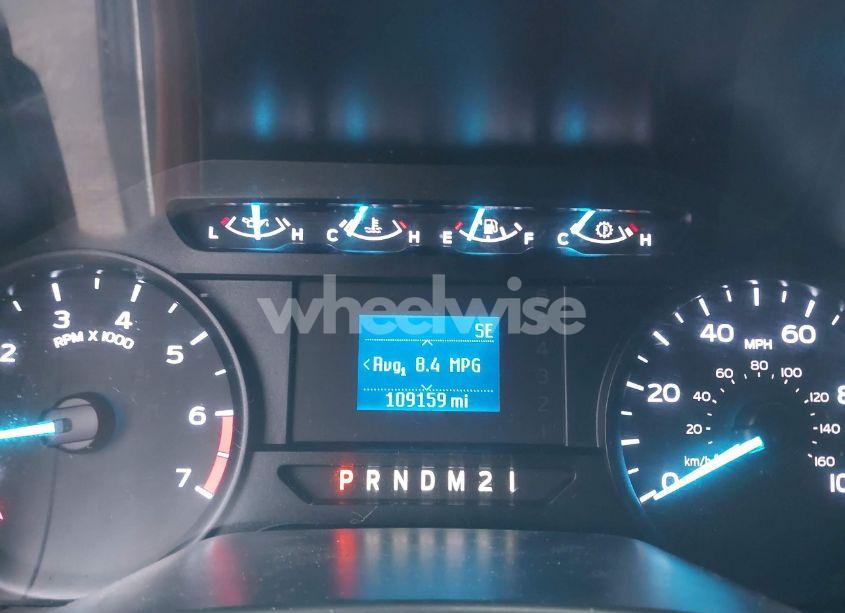 L H C H E F C H
wheelwise
2 3 4 5 6 7
RPM X 1000
SE
<Avg₁ 8.4 MPG
109159 mi
P R N D M 2 1
0 20 40 60 8
MPH
20 40 60 80 100 120 140 160
km/h
10